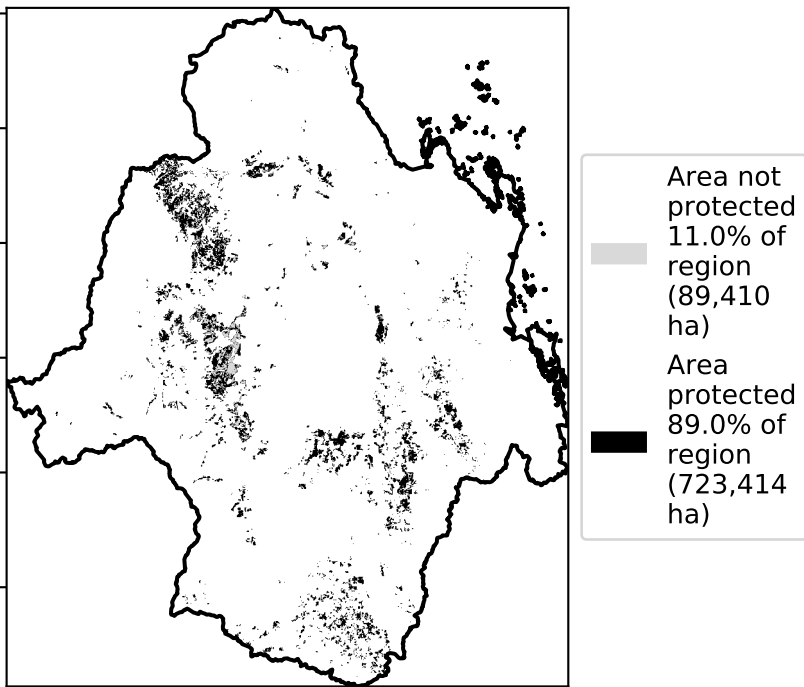 Area not
protected
11.0% of
region
(89,410
ha)
Area
protected
89.0% of
region
(723,414
ha)